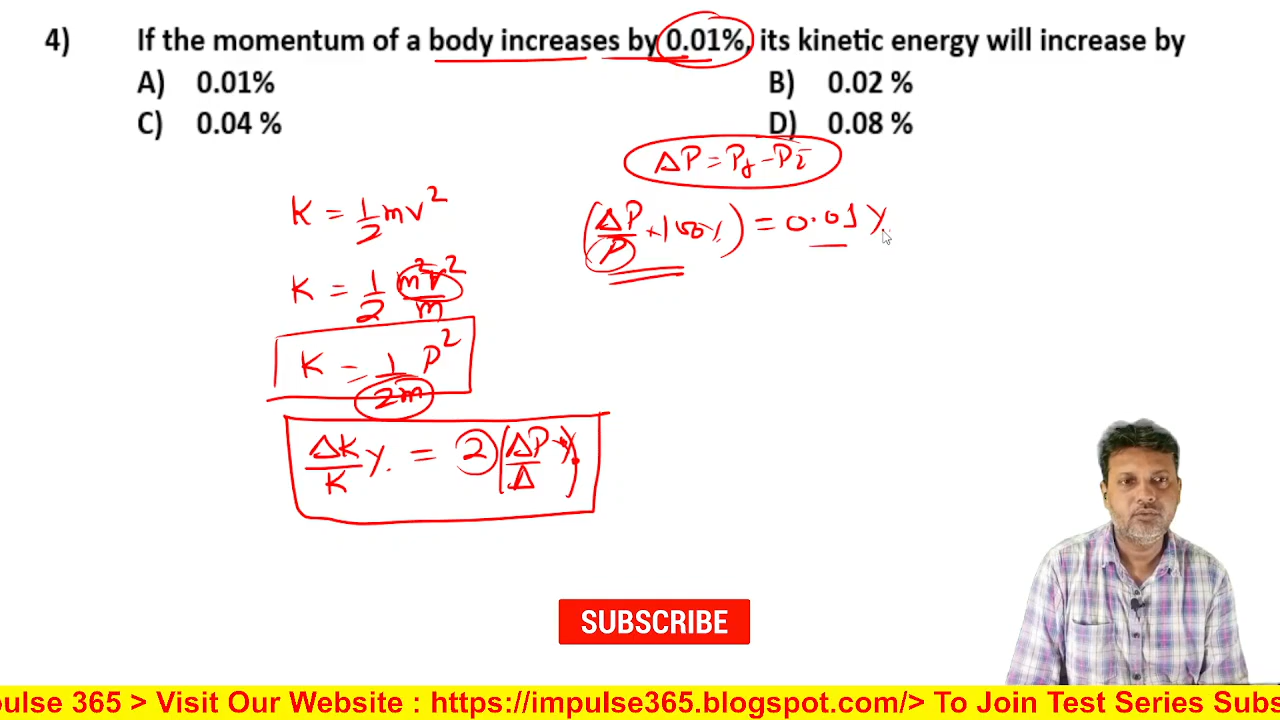 4) If the momentum of a body increases by 0.01%, its kinetic energy will increase by
A) 0.01% B) 0.02 %
C) 0.04 % D) 0.08 %
ΔP = Pf - Pi
K = 1/2 mv²
(ΔP/P × 100%) = 0.01%
K = 1/2 m²v²/m
K = 1/2m P²
ΔK/K % = 2 (ΔP/Δ %)
SUBSCRIBE
pulse 365 > Visit Our Website : https://impulse365.blogspot.com/> To Join Test Series Subs